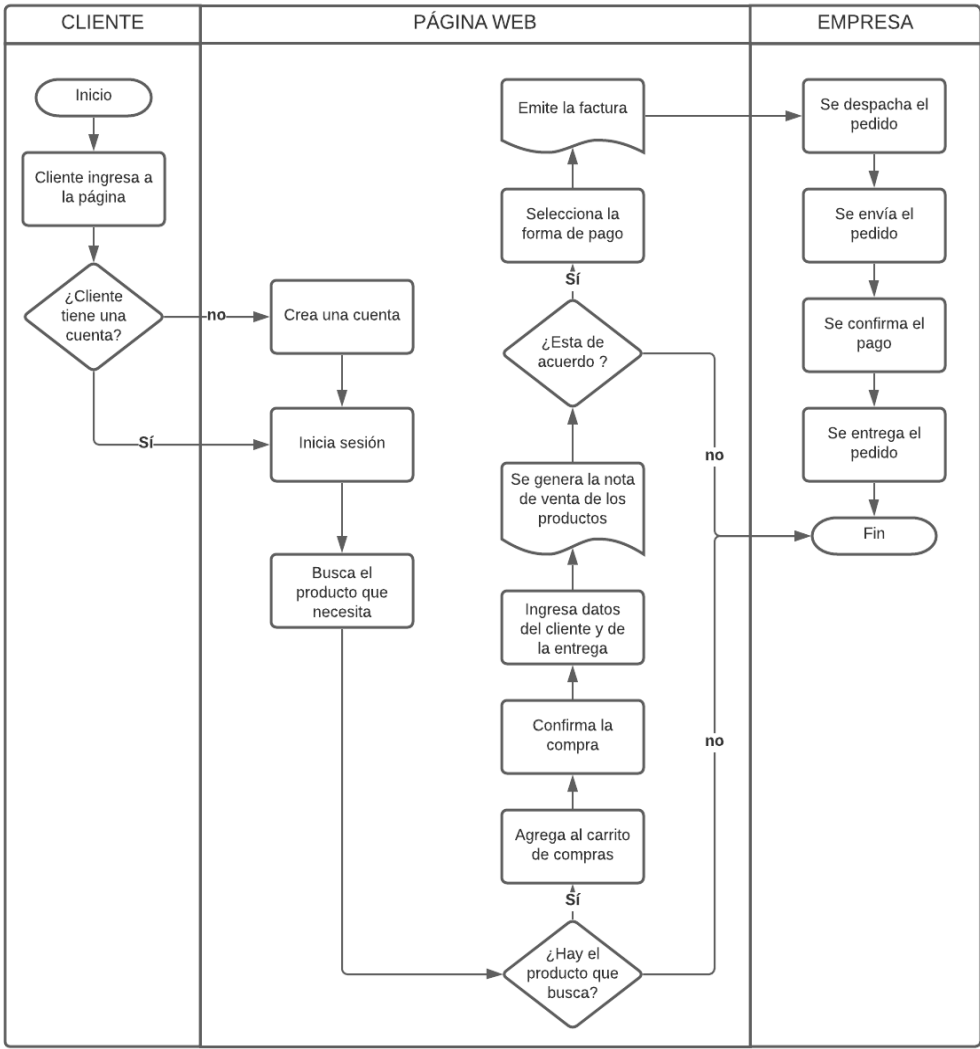 CLIENTE
PÁGINA WEB
EMPRESA
Inicio
Cliente ingresa a
la página
¿Cliente
tiene una
cuenta?
no
Sí
Crea una cuenta
Inicia sesión
Busca el
producto que
necesita
¿Hay el
producto que
busca?
Sí
no
Agrega al carrito
de compras
Confirma la
compra
Ingresa datos
del cliente y de
la entrega
Se genera la nota
de venta de los
productos
¿Esta de
acuerdo ?
Sí
no
Selecciona la
forma de pago
Emite la factura
Se despacha el
pedido
Se envía el
pedido
Se confirma el
pago
Se entrega el
pedido
Fin